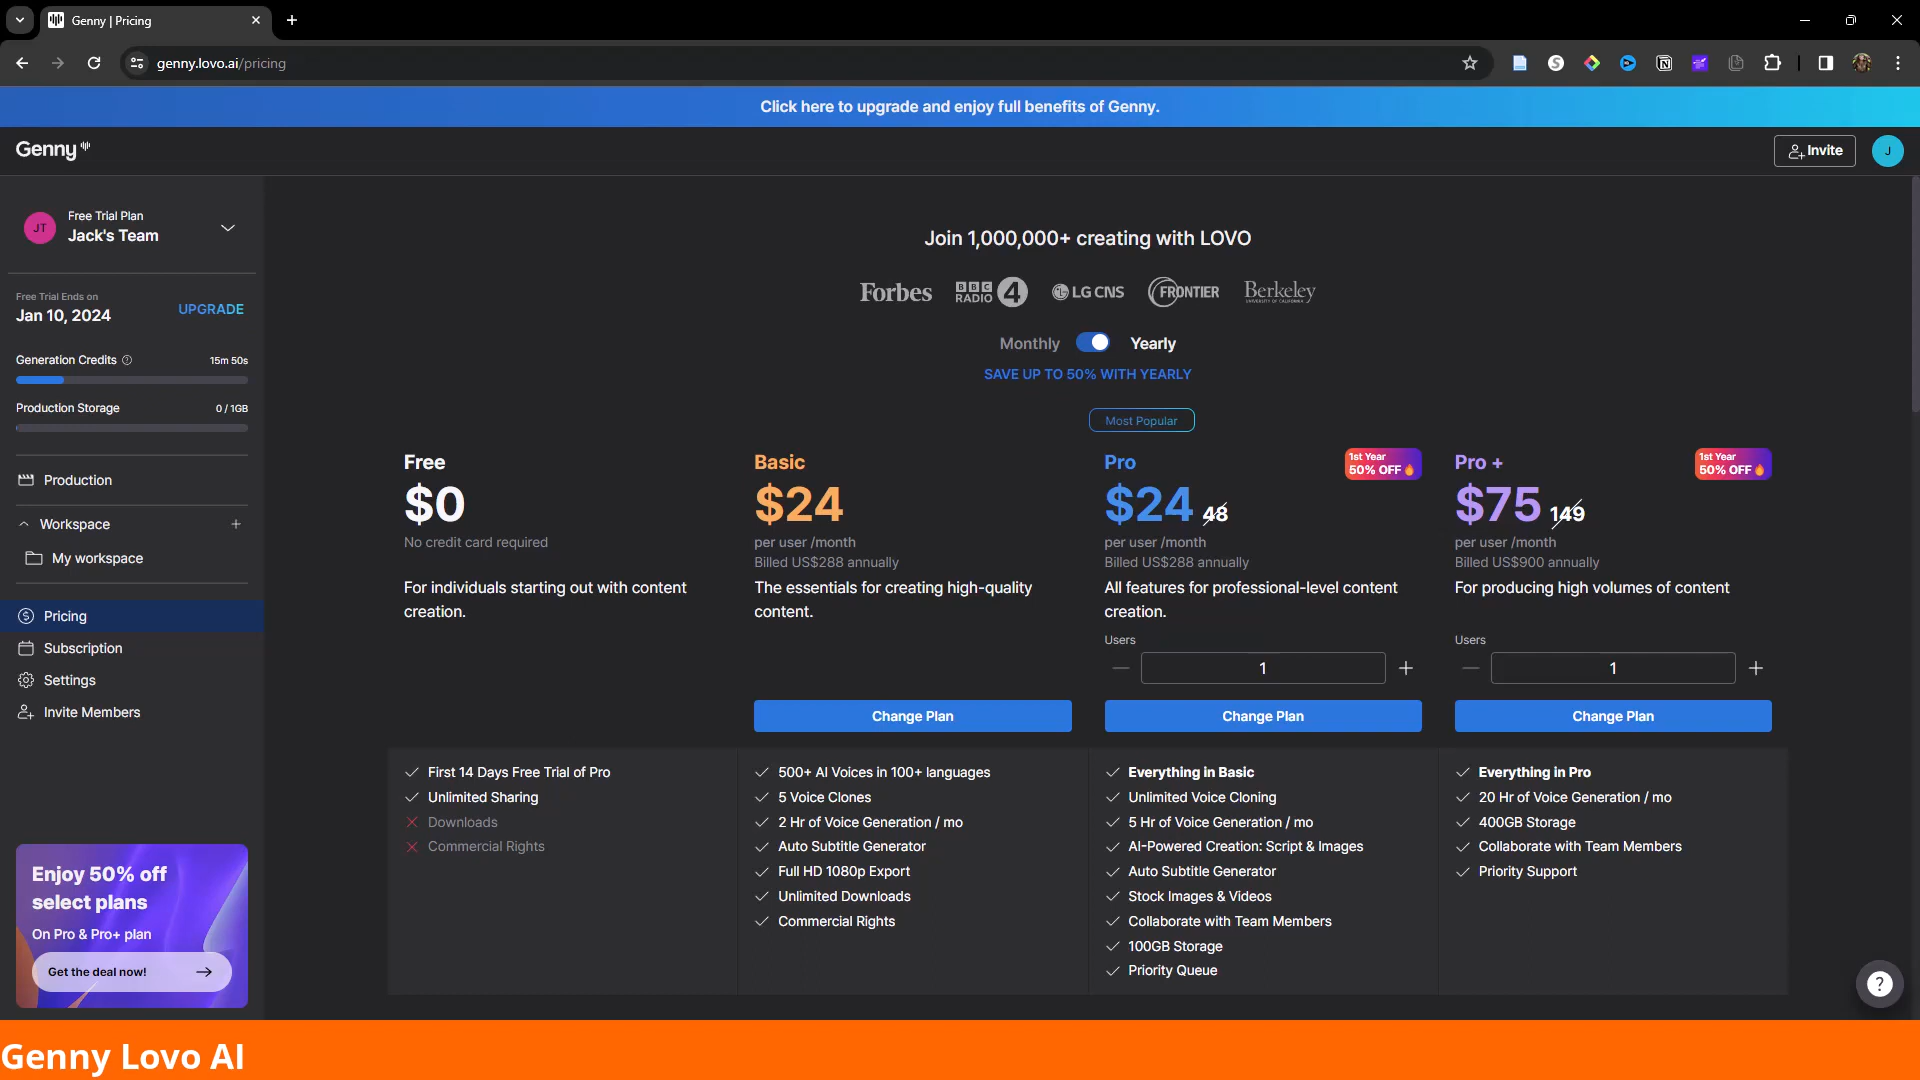 Genny | Pricing
genny.lovo.ai/pricing
Click here to upgrade and enjoy full benefits of Genny.
Genny
Invite
J
JT
Free Trial Plan
Jack's Team
Free Trial Ends on
Jan 10, 2024
UPGRADE
Generation Credits
15m 50s
Production Storage
0 / 1GB
Production
Workspace
My workspace
Pricing
Subscription
Settings
Invite Members
Enjoy 50% off
select plans
On Pro & Pro+ plan
Get the deal now!
Join 1,000,000+ creating with LOVO
Forbes
BBC
RADIO 4
LG CNS
FRONTIER
Berkeley
UNIVERSITY OF CALIFORNIA
Monthly
Yearly
SAVE UP TO 50% WITH YEARLY
Free
$0
No credit card required
For individuals starting out with content
creation.
First 14 Days Free Trial of Pro
Unlimited Sharing
Downloads
Commercial Rights
Basic
$24
per user /month
Billed US$288 annually
The essentials for creating high-quality
content.
Change Plan
500+ AI Voices in 100+ languages
5 Voice Clones
2 Hr of Voice Generation / mo
Auto Subtitle Generator
Full HD 1080p Export
Unlimited Downloads
Commercial Rights
Most Popular
Pro
1st Year
50% OFF🔥
$24 48
per user /month
Billed US$288 annually
All features for professional-level content
creation.
Users
1
Change Plan
Everything in Basic
Unlimited Voice Cloning
5 Hr of Voice Generation / mo
AI-Powered Creation: Script & Images
Auto Subtitle Generator
Stock Images & Videos
Collaborate with Team Members
100GB Storage
Priority Queue
Pro +
1st Year
50% OFF🔥
$75 149
per user /month
Billed US$900 annually
For producing high volumes of content
Users
1
Change Plan
Everything in Pro
20 Hr of Voice Generation / mo
400GB Storage
Collaborate with Team Members
Priority Support
Genny Lovo AI